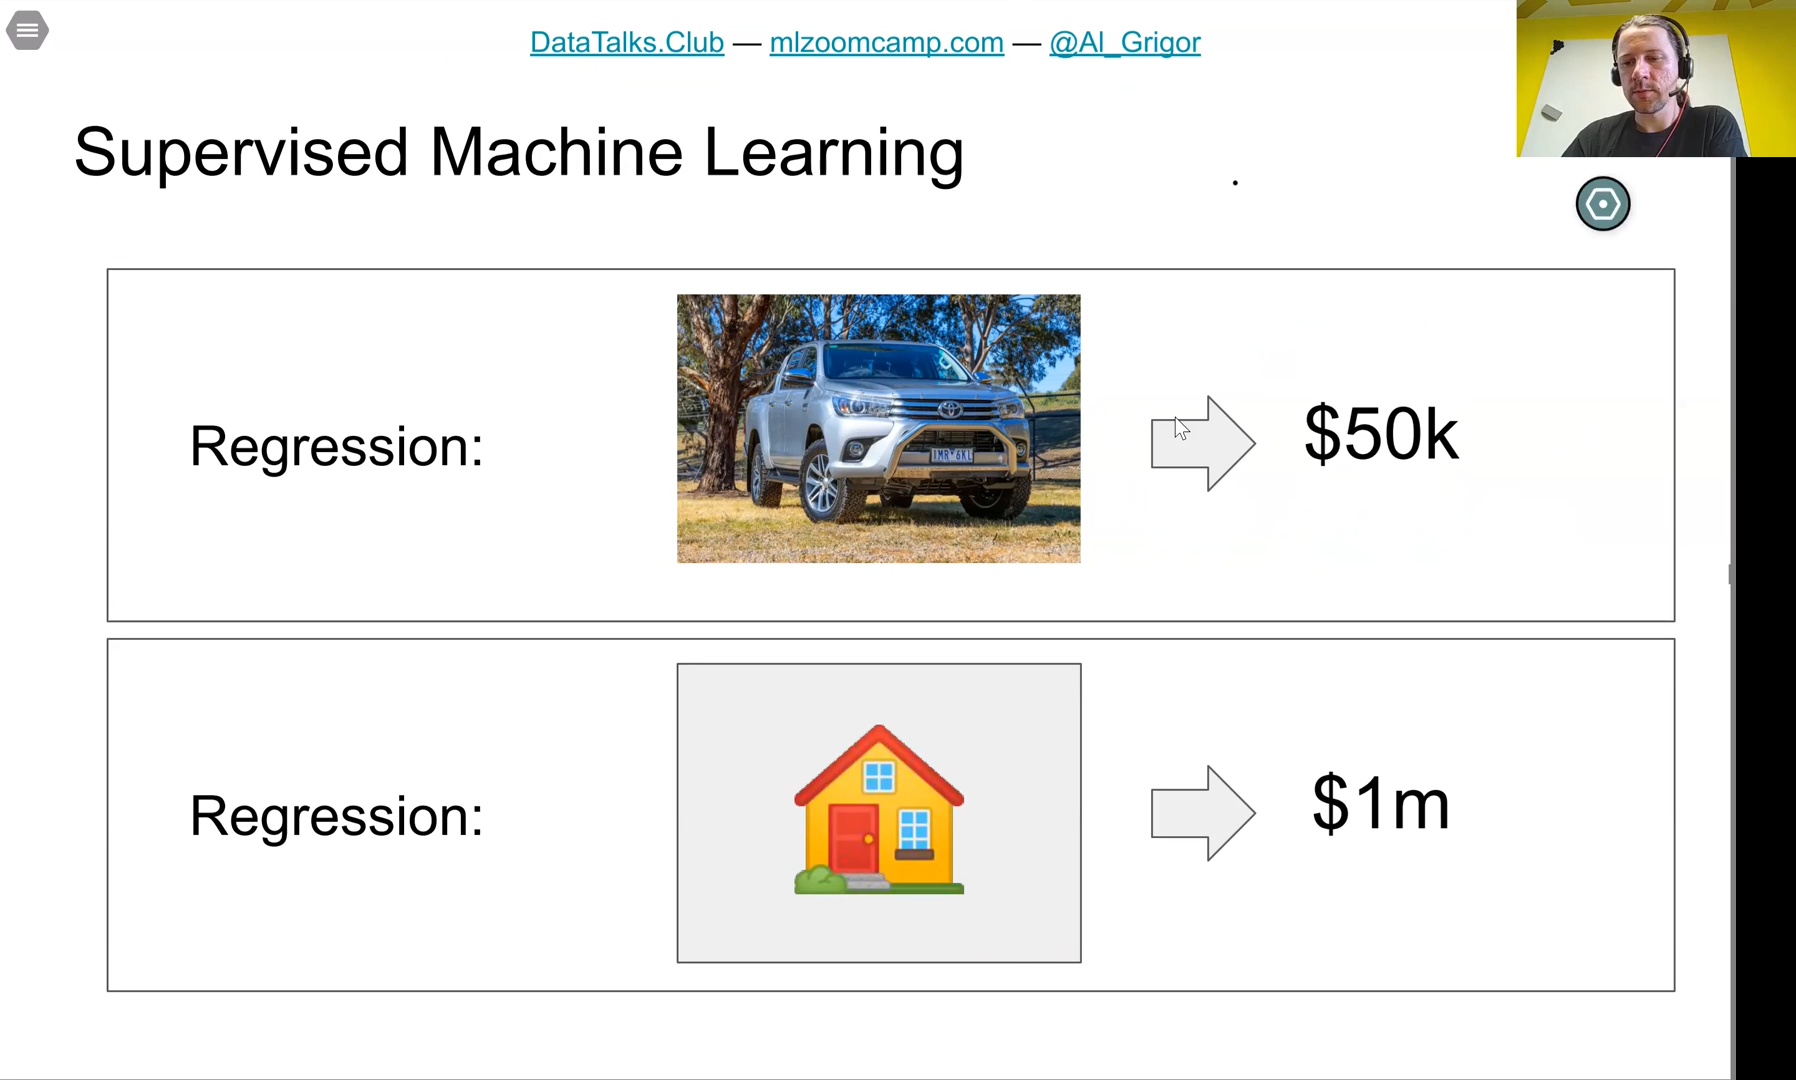 DataTalks.Club — mlzoomcamp.com — @Al_Grigor
Supervised Machine Learning
Regression:
$50k
Regression:
$1m